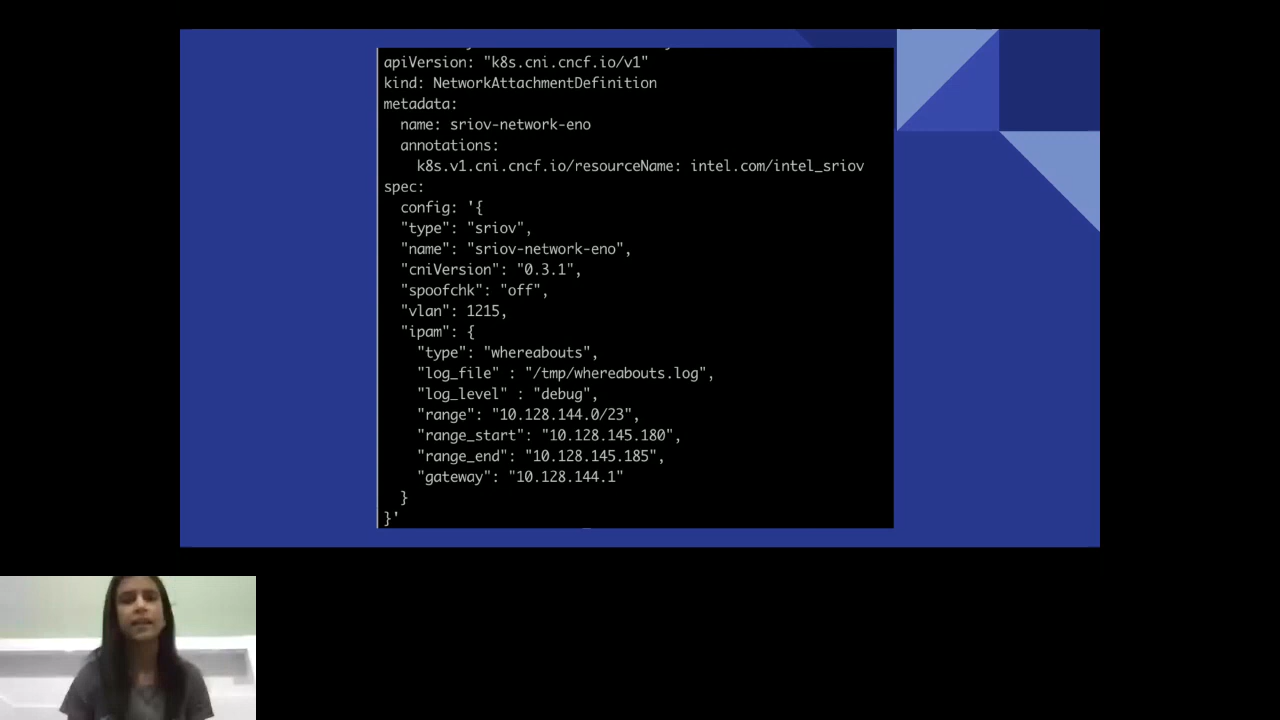 apiVersion: "k8s.cni.cncf.io/v1"
kind: NetworkAttachmentDefinition
metadata:
  name: sriov-network-eno
  annotations:
    k8s.v1.cni.cncf.io/resourceName: intel.com/intel_sriov
spec:
  config: '{
  "type": "sriov",
  "name": "sriov-network-eno",
  "cniVersion": "0.3.1",
  "spoofchk": "off",
  "vlan": 1215,
  "ipam": {
    "type": "whereabouts",
    "log_file" : "/tmp/whereabouts.log",
    "log_level" : "debug",
    "range": "10.128.144.0/23",
    "range_start": "10.128.145.180",
    "range_end": "10.128.145.185",
    "gateway": "10.128.144.1"
  }
}'